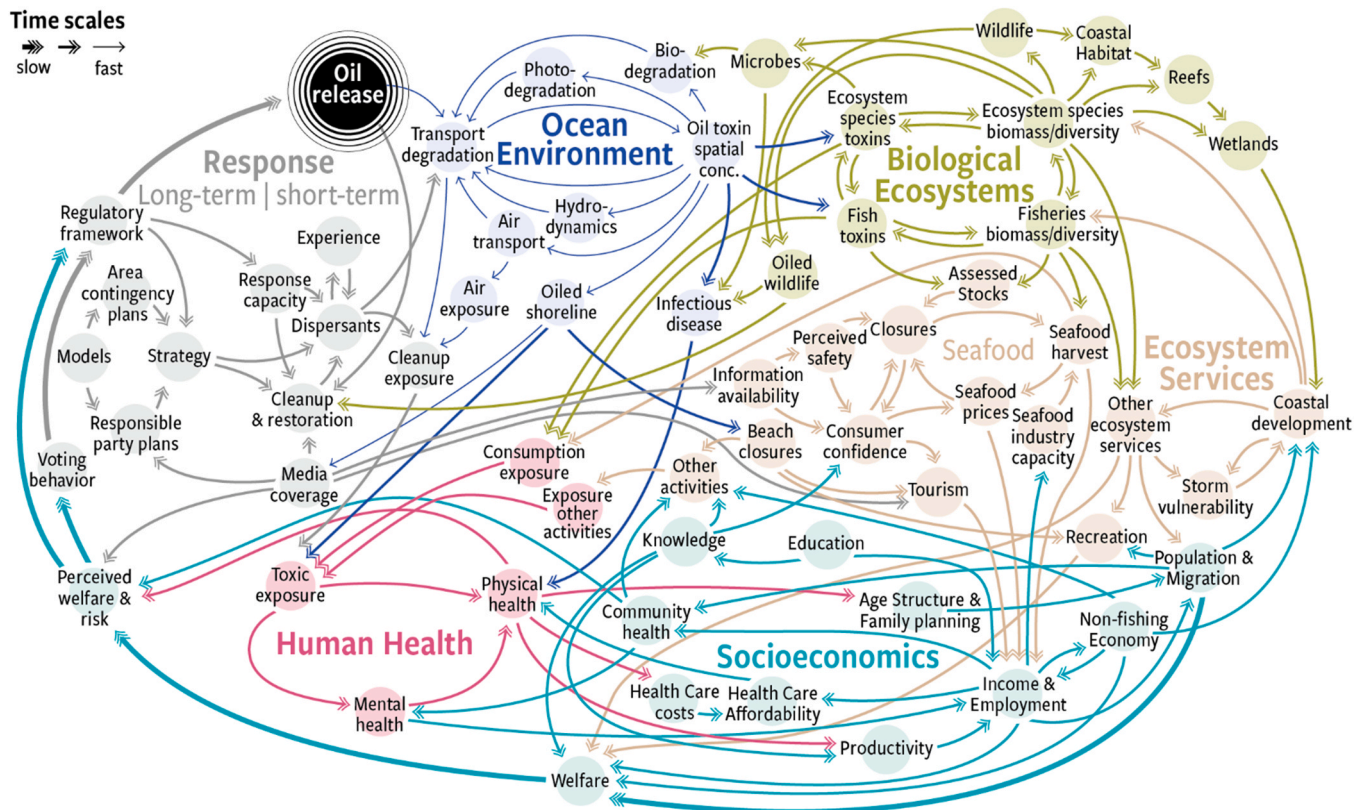 Time scales
slow
fast
Oil
release
Response
Long-term | short-term
Regulatory
framework
Experience
Area
contingency
plans
Response
capacity
Dispersants
Models
Strategy
Cleanup
exposure
Cleanup
& restoration
Responsible
party plans
Voting
behavior
Media
coverage
Perceived
welfare &
risk
Ocean
Environment
Bio-
degradation
Photo-
degradation
Transport
degradation
Oil toxin
spatial
conc.
Hydro-
dynamics
Air
transport
Air
exposure
Oiled
shoreline
Infectious
disease
Biological
Ecosystems
Microbes
Wildlife
Coastal
Habitat
Reefs
Wetlands
Ecosystem
species
toxins
Ecosystem species
biomass/diversity
Fish
toxins
Fisheries
biomass/diversity
Oiled
wildlife
Assessed
Stocks
Seafood
Ecosystem
Services
Perceived
safety
Closures
Seafood
harvest
Information
availability
Seafood
prices
Seafood
industry
capacity
Other
ecosystem
services
Coastal
development
Beach
closures
Consumer
confidence
Other
activities
Tourism
Storm
vulnerability
Recreation
Consumption
exposure
Exposure
other
activities
Human Health
Toxic
exposure
Physical
health
Mental
health
Socioeconomics
Knowledge
Education
Population &
Migration
Community
health
Age Structure &
Family planning
Non-fishing
Economy
Health Care
costs
Health Care
Affordability
Income &
Employment
Productivity
Welfare